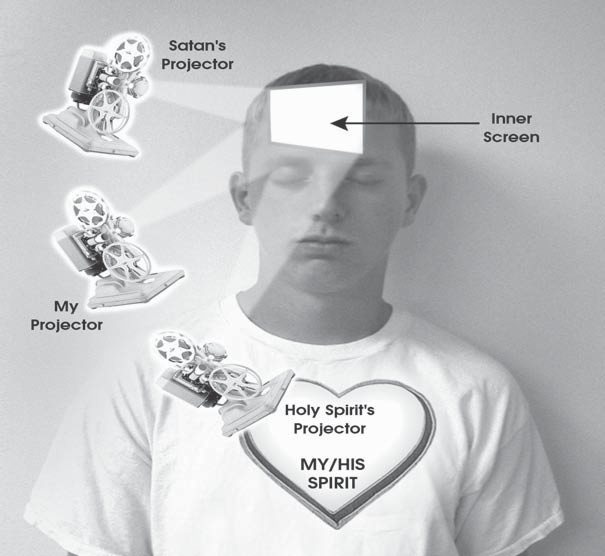 Satan's
Projector
Inner
Screen
My
Projector
Holy Spirit's
Projector
MY/HIS
SPIRIT